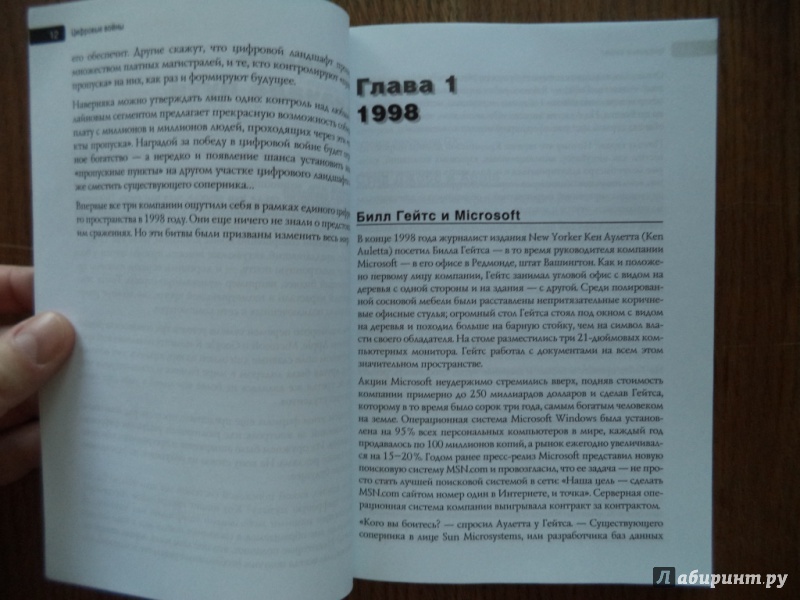 12
Цифровые войны
его обеспечит. Другие скажут, что цифровой ландшафт
множеством платных магистралей, и те, кто контролируют
пропуска» на них, как раз и формируют будущее.
Наверняка можно утверждать лишь одно: контроль над
лайновым сегментом предлагает прекрасную возможность
плату с миллионов и миллионов людей, проходящих через
кты пропуска». Наградой за победу в цифровой войне будет
ное богатство — а нередко и появление шанса установить
«пропускные пункты» на другом участке цифрового
же сместить существующего соперника...
Впервые все три компании ощутили себя в рамках единого
го пространства в 1998 году. Они еще ничего не знали о
им сражениях. Но эти битвы были призваны изменить весь мир
Глава 1
1998
Билл Гейтс и Microsoft
В конце 1998 года журналист издания New Yorker Кен Аулетта (Ken
Auletta) посетил Билла Гейтса — в то время руководителя компании
Microsoft — в его офисе в Редмонде, штат Вашингтон. Как и положе-
но первому лицу компании, Гейтс занимал угловой офис с видом на
деревья с одной стороны и на здания — с другой. Среди полирован-
ной сосновой мебели были расставлены непритязательные коричне-
вые офисные стулья; огромный стол Гейтса стоял под окном с видом
на деревья и походил больше на барную стойку, чем на символ вла-
сти своего обладателя. На столе разместились три 21-дюймовых ком-
пьютерных монитора. Гейтс работал с документами на всем этом
значительном пространстве.
Акции Microsoft неудержимо стремились вверх, подняв стоимость
компании примерно до 250 миллиардов долларов и сделав Гейтса,
которому в то время было сорок три года, самым богатым человеком
на земле. Операционная система Microsoft Windows была установ-
лена на 95% всех персональных компьютеров в мире, каждый год
продавалось по 100 миллионов копий, а рынок ежегодно увеличивал-
ся на 15–20%. Годом ранее пресс-релиз Microsoft представил новую
поисковую систему MSN.com и провозгласил, что ее задача — не про-
сто стать лучшей поисковой системой в сети: «Наша цель — сделать
MSN.com сайтом номер один в Интернете, и точка». Серверная опе-
рационная система компании выигрывала контракт за контрактом.
«Кого вы боитесь? — спросил Аулетта у Гейтса. — Существующего
соперника в лице Sun Microsystems, или разработчика баз данных
Лабиринт.ру